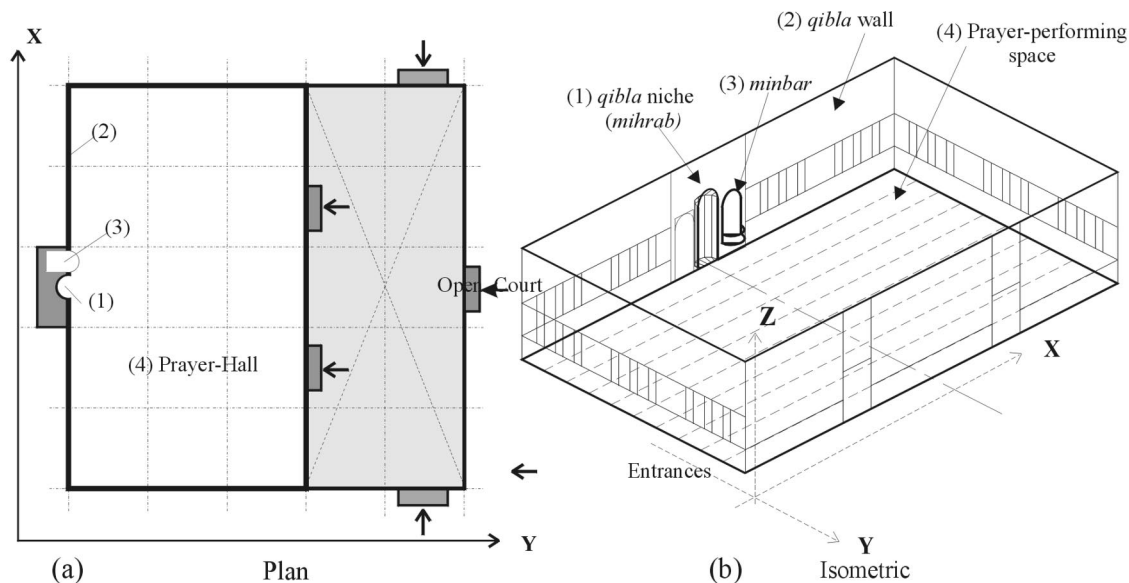 X
(2)
(3)
(1)
(4) Prayer-Hall
Open Court
Y
(a)
Plan
(2) qibla wall
(4) Prayer-performing
space
(3) minbar
(1) qibla niche
(mihrab)
Z
X
Entrances
Y
(b)
Isometric